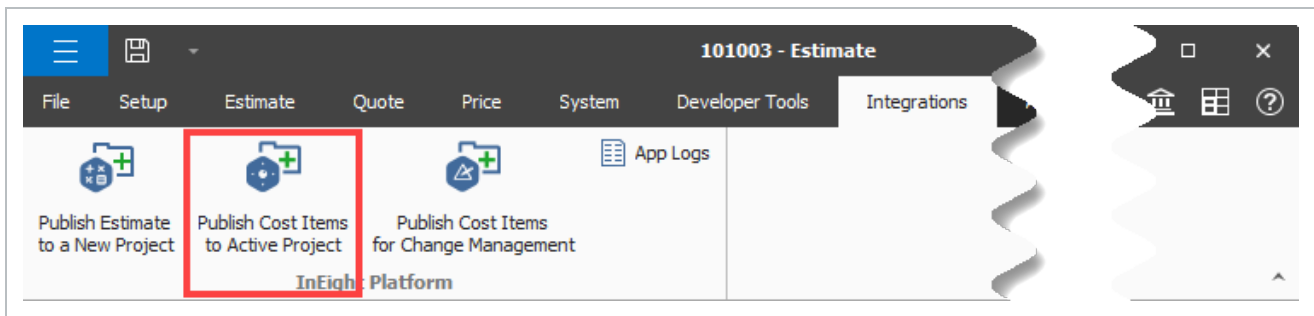 101003 - Estimate
File Setup Estimate Quote Price System Developer Tools Integrations
App Logs
Publish Estimate to a New Project
Publish Cost Items to Active Project
Publish Cost Items for Change Management
InEight Platform